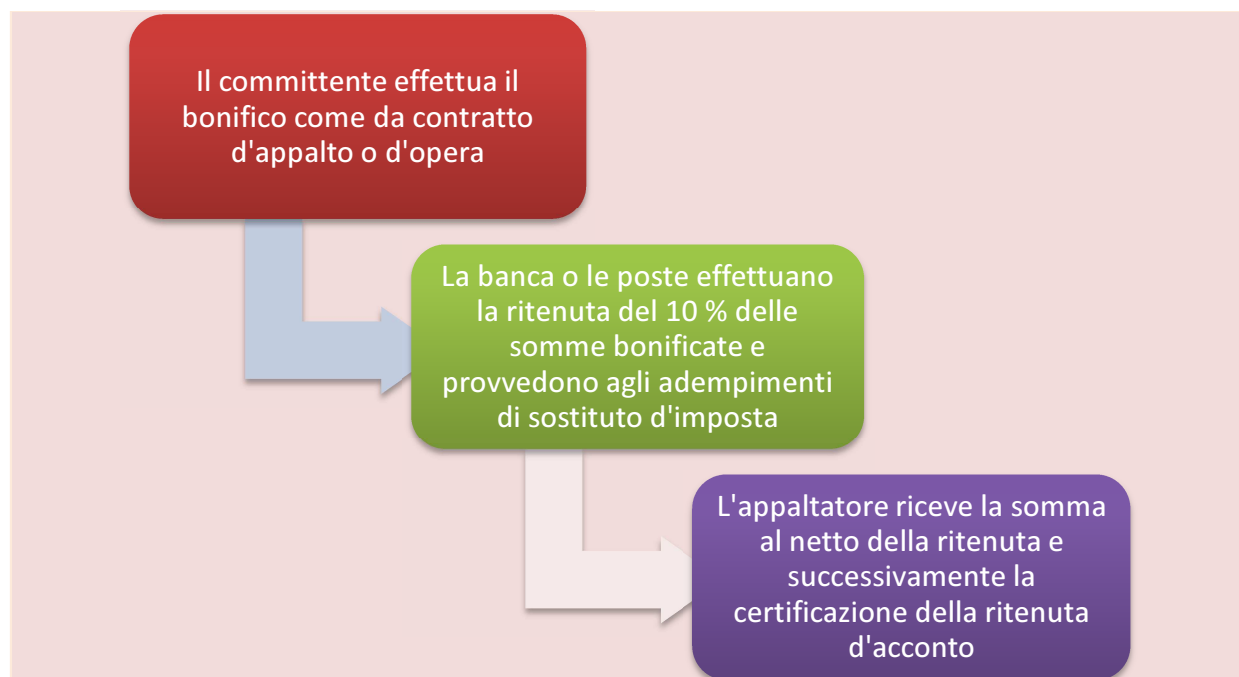 Il committente effettua il
bonifico come da contratto
d'appalto o d'opera
La banca o le poste effettuano
la ritenuta del 10 % delle
somme bonificate e
provvedono agli adempimenti
di sostituto d'imposta
L'appaltatore riceve la somma
al netto della ritenuta e
successivamente la
certificazione della ritenuta
d'acconto